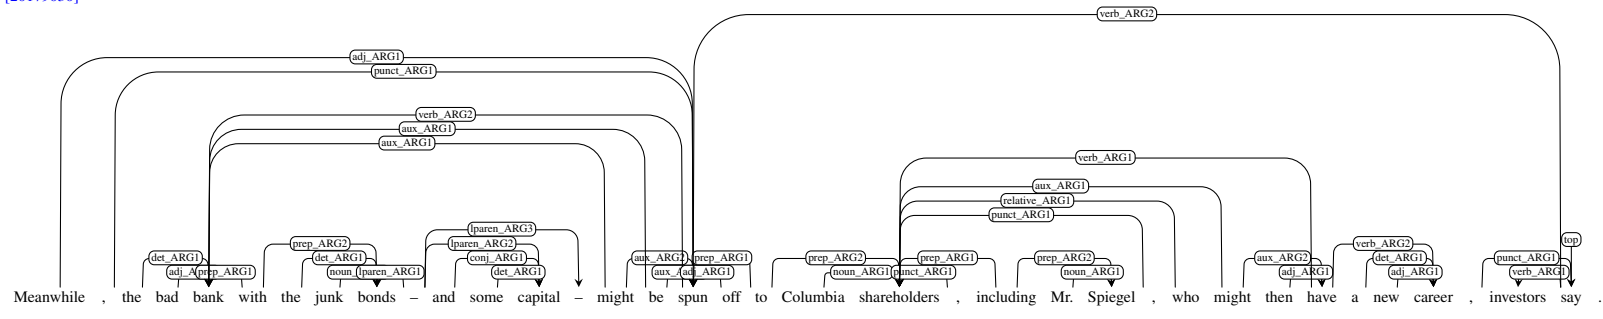 verb_ARG2
adj_ARG1
punct_ARG1
verb_ARG2
aux_ARG1
aux_ARG1
verb_ARG1
aux_ARG1
relative_ARG1
punct_ARG1
lparen_ARG3
top
prep_ARG2 lparen_ARG2 verb_ARG2
det_ARG1 det_ARG1 conj_ARG1 aux_ARG2 prep_ARG1 prep_ARG2 prep_ARG1 prep_ARG2 aux_ARG2 det_ARG1 punct_ARG1
prep_ARG1 lparen_ARG1 det_ARG1 adj_ARG1 noun_ARG1 punct_ARG1 noun_ARG1 adj_ARG1 adj_ARG1 verb_ARG1
Meanwhile , the bad bank with the junk bonds – and some capital – might be spun off to Columbia shareholders , including Mr. Spiegel , who might then have a new career , investors say .